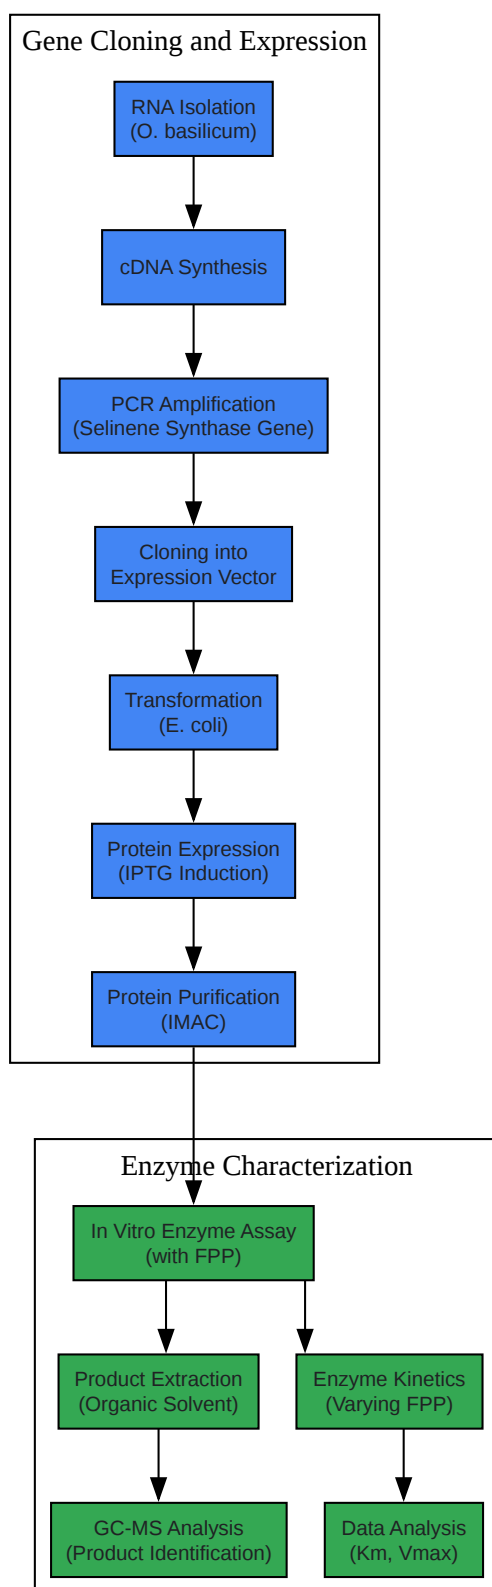 Gene Cloning and Expression
RNA Isolation
(O. basilicum)
cDNA Synthesis
PCR Amplification
(Selinene Synthase Gene)
Cloning into
Expression Vector
Transformation
(E. coli)
Protein Expression
(IPTG Induction)
Protein Purification
(IMAC)
Enzyme Characterization
In Vitro Enzyme Assay
(with FPP)
Product Extraction
(Organic Solvent)
Enzyme Kinetics
(Varying FPP)
GC-MS Analysis
(Product Identification)
Data Analysis
(Km, Vmax)